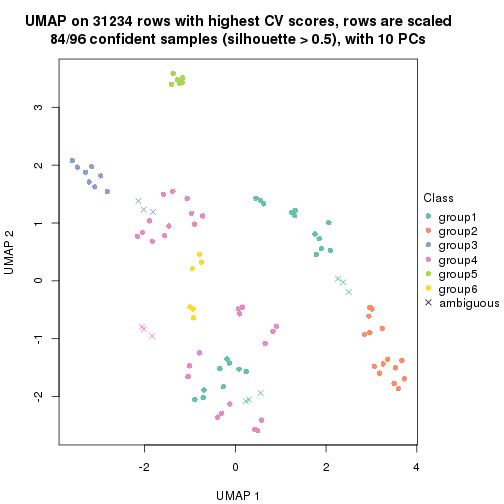 UMAP on 31234 rows with highest CV scores, rows are scaled
84/96 confident samples (silhouette > 0.5), with 10 PCs
3
2
1
0
-1
-2
UMAP 2
-2
0
2
4
UMAP 1
Class
group1
group2
group3
group4
group5
group6
ambiguous